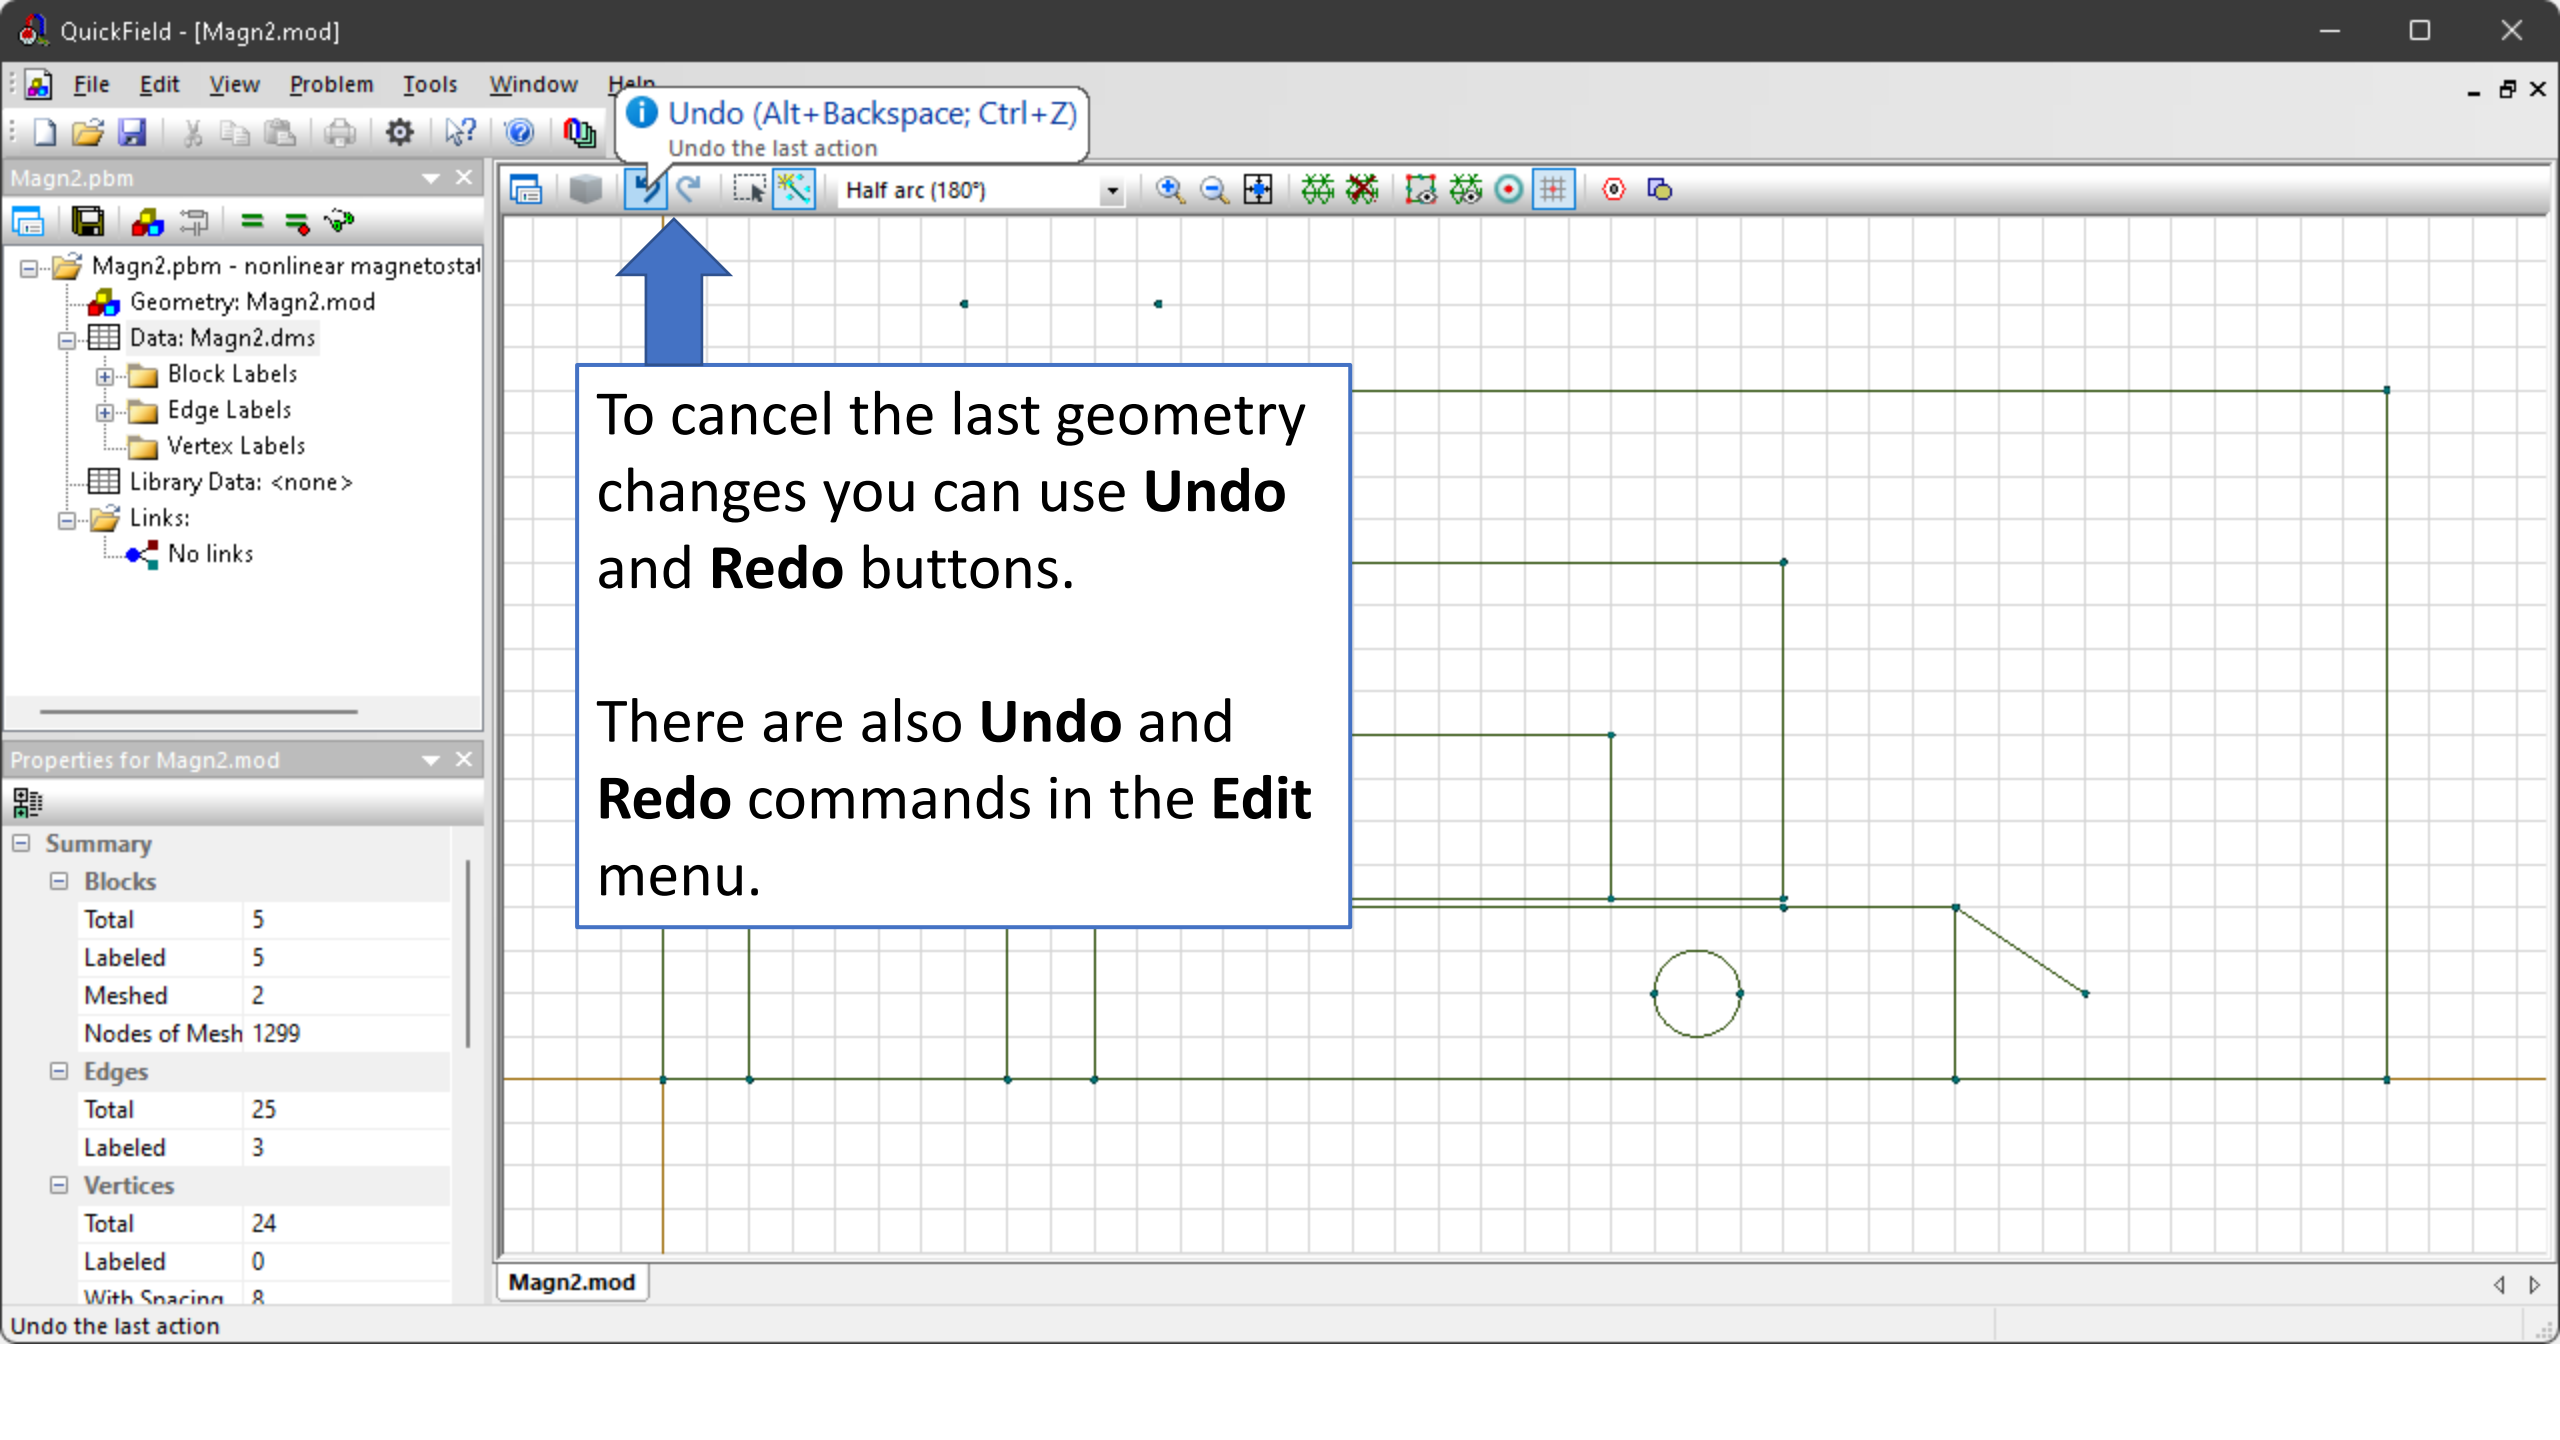 QuickField - [Magn2.mod]
File Edit View Problem Tools Window Help
Undo (Alt+Backspace; Ctrl+Z)
Undo the last action
Magn2.pbm
Half arc (180°)
Magn2.pbm - nonlinear magnetostat
Geometry: Magn2.mod
Data: Magn2.dms
Block Labels
Edge Labels
Vertex Labels
Library Data: <none>
Links:
No links
To cancel the last geometry
changes you can use Undo
and Redo buttons.
There are also Undo and
Redo commands in the Edit
menu.
Properties for Magn2.mod
Summary
Blocks
Total 5
Labeled 5
Meshed 2
Nodes of Mesh 1299
Edges
Total 25
Labeled 3
Vertices
Total 24
Labeled 0
With Spacing 8
Magn2.mod
Undo the last action